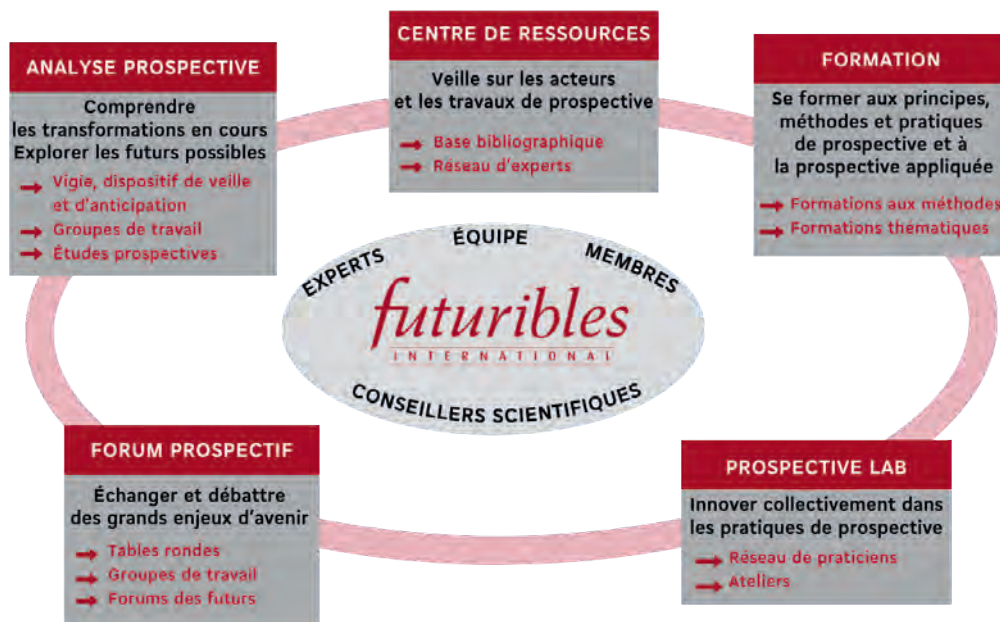 ANALYSE PROSPECTIVE
Comprendre
les transformations en cours
Explorer les futurs possibles
Vigie, dispositif de veille
et d'anticipation
Groupes de travail
Études prospectives
CENTRE DE RESSOURCES
Veille sur les acteurs
et les travaux de prospective
Base bibliographique
Réseau d'experts
FORMATION
Se former aux principes,
méthodes et pratiques
de prospective et à
la prospective appliquée
Formations aux méthodes
Formations thématiques
EXPERTS
ÉQUIPE
MEMBRES
futuribles
INTERNATIONAL
CONSEILLERS SCIENTIFIQUES
FORUM PROSPECTIF
Échanger et débattre
des grands enjeux d'avenir
Tables rondes
Groupes de travail
Forums des futurs
PROSPECTIVE LAB
Innover collectivement dans
les pratiques de prospective
Réseau de praticiens
Ateliers